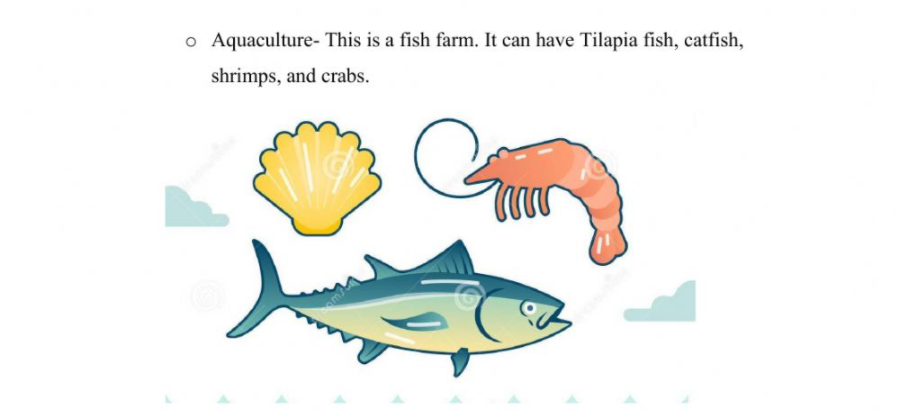 o Aquaculture- This is a fish farm. It can have Tilapia fish, catfish,
shrimps, and crabs.